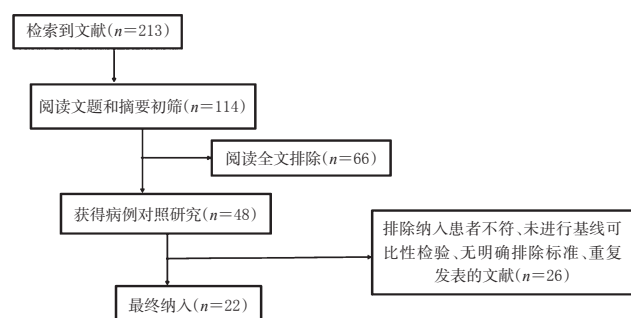 检索到文献(n=213)
阅读文题和摘要初筛(n=114)
阅读全文排除(n=66)
获得病例对照研究(n=48)
排除纳入患者不符、未进行基线可
比性检验、无明确排除标准、重复
发表的文献(n=26)
最终纳入(n=22)